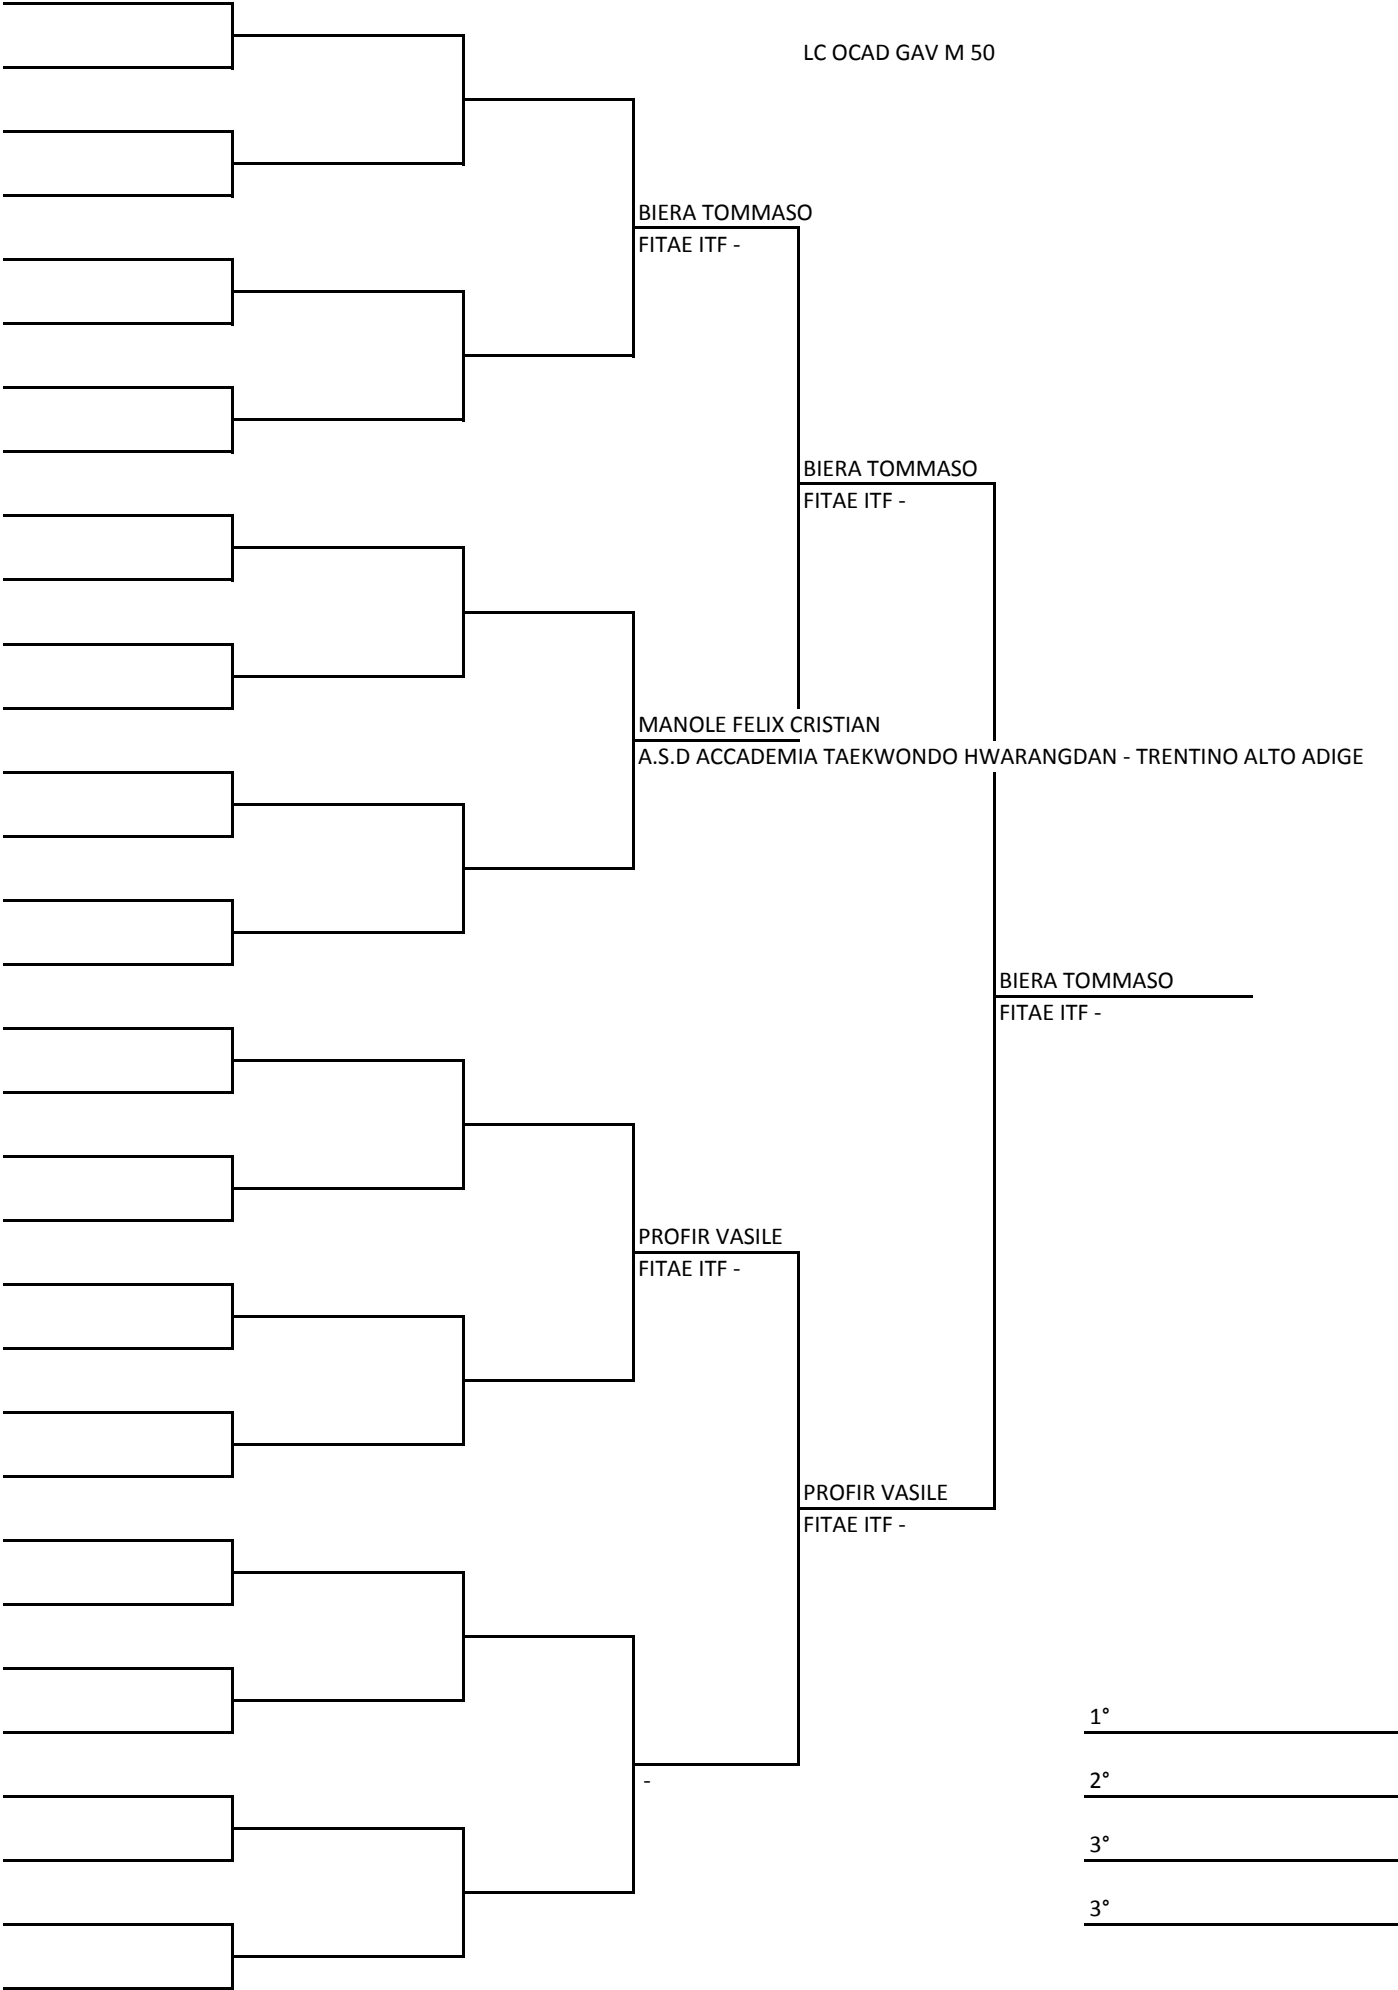 LC OCAD GAV M 50
BIERA TOMMASO
FITAE ITF -
BIERA TOMMASO
FITAE ITF -
MANOLE FELIX CRISTIAN
A.S.D ACCADEMIA TAEKWONDO HWARANGDAN - TRENTINO ALTO ADIGE
BIERA TOMMASO
FITAE ITF -
PROFIR VASILE
FITAE ITF -
PROFIR VASILE
FITAE ITF -
1°
-
2°
3°
3°